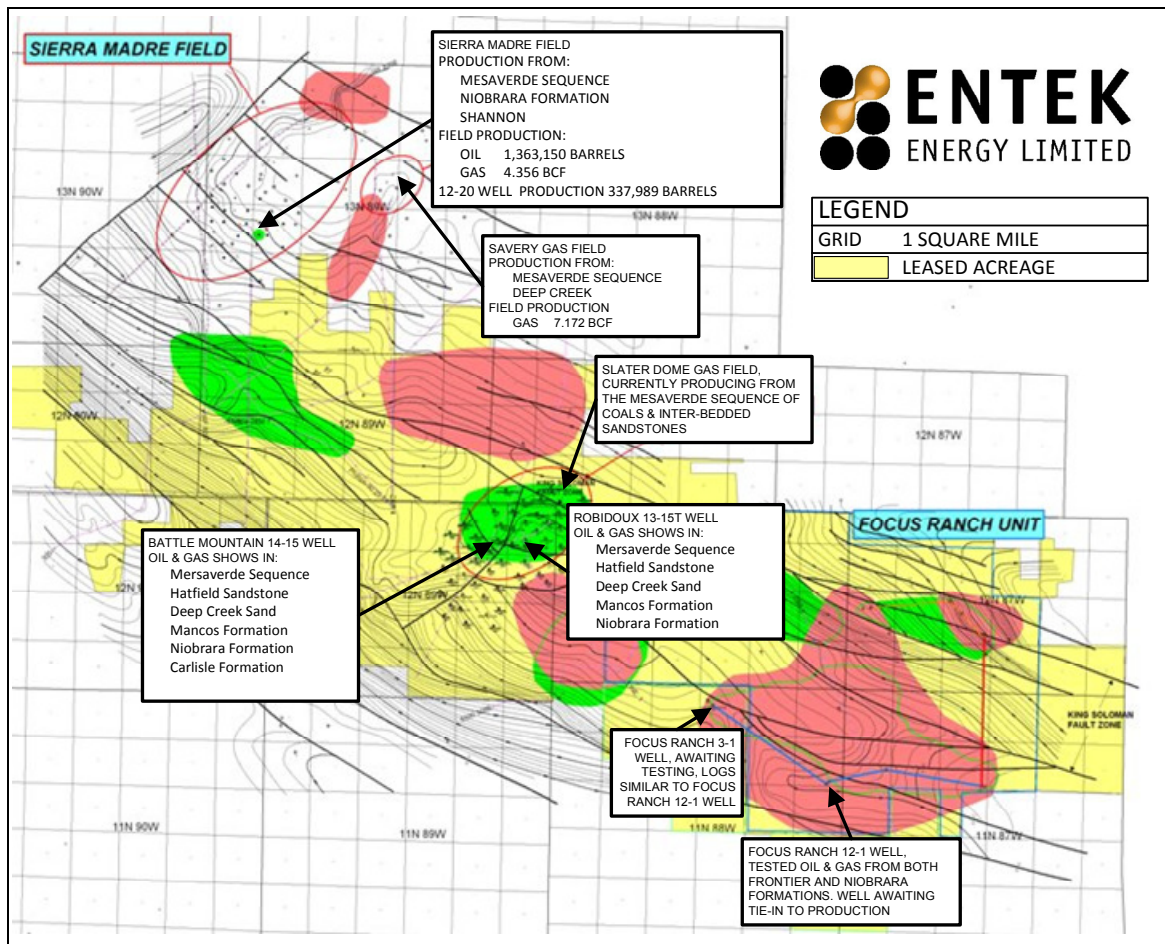 SIERRA MADRE FIELD
SIERRA MADRE FIELD
PRODUCTION FROM:
MESAVERDE SEQUENCE
NIOBRARA FORMATION
SHANNON
FIELD PRODUCTION:
OIL 1,363,150 BARRELS
GAS 4.356 BCF
12-20 WELL PRODUCTION 337,989 BARRELS
ENTEK
ENERGY LIMITED
LEGEND
GRID 1 SQUARE MILE
LEASED ACREAGE
13N 90W
13N 89W
13N 88W
SAVERY GAS FIELD
PRODUCTION FROM:
MESAVERDE SEQUENCE
DEEP CREEK
FIELD PRODUCTION
GAS 7.172 BCF
SLATER DOME GAS FIELD,
CURRENTLY PRODUCING FROM
THE MESAVERDE SEQUENCE OF
COALS & INTER-BEDDED
SANDSTONES
12N 90W
12N 89W
12N 87W
BATTLE MOUNTAIN 14-15 WELL
OIL & GAS SHOWS IN:
Mersaverde Sequence
Hatfield Sandstone
Deep Creek Sand
Mancos Formation
Niobrara Formation
Carlisle Formation
ROBIDOUX 13-15T WELL
OIL & GAS SHOWS IN:
Mersaverde Sequence
Hatfield Sandstone
Deep Creek Sand
Mancos Formation
Niobrara Formation
FOCUS RANCH UNIT
12N 89W
12N 87W
KING SOLOMAN
FAULT ZONE
FOCUS RANCH 3-1
WELL, AWAITING
TESTING, LOGS
SIMILAR TO FOCUS
RANCH 12-1 WELL
11N 90W
11N 89W
11N 88W
11N 87W
FOCUS RANCH 12-1 WELL,
TESTED OIL & GAS FROM BOTH
FRONTIER AND NIOBRARA
FORMATIONS. WELL AWAITING
TIE-IN TO PRODUCTION